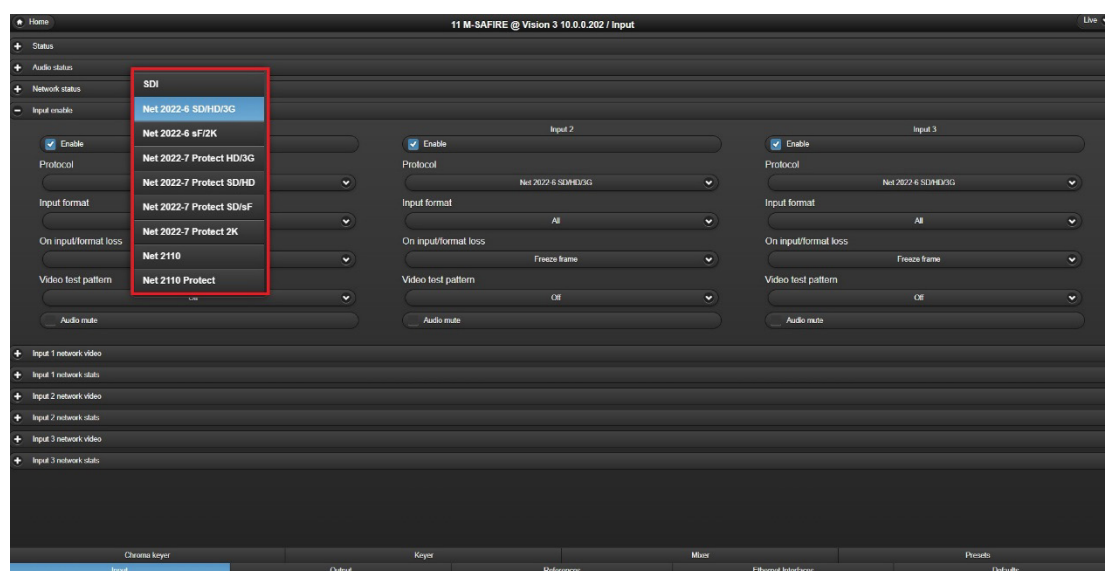 Home
11 M-SAFIRE @ Vision 3 10.0.0.202 / Input
Live
Status
Audio status
Network status
Input enable
SDI
Net 2022-6 SD/HD/3G
Net 2022-6 sF/2K
Net 2022-7 Protect HD/3G
Net 2022-7 Protect SD/HD
Net 2022-7 Protect SD/sF
Net 2022-7 Protect 2K
Net 2110
Net 2110 Protect
Enable
Protocol
Input format
On input/format loss
Video test pattern
Audio mute
Input 2
Enable
Protocol
Net 2022-6 SD/HD/3G
Input format
All
On input/format loss
Freeze frame
Video test pattern
Off
Audio mute
Input 3
Enable
Protocol
Net 2022-6 SD/HD/3G
Input format
All
On input/format loss
Freeze frame
Video test pattern
Off
Audio mute
Input 1 network video
Input 1 network stats
Input 2 network video
Input 2 network stats
Input 3 network video
Input 3 network stats
Chroma keyer Keyer Mixer Presets
Input Output References Ethernet Interfaces Defaults